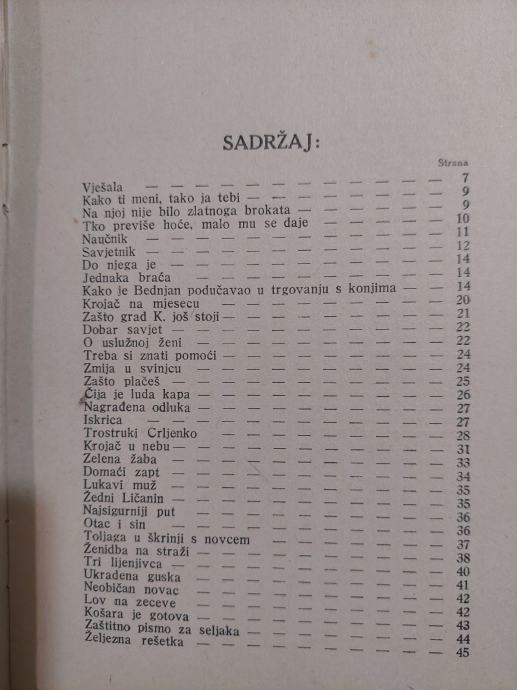 SADRŽAJ:
Strana
Vješala — — — — — — — — — — — 7
Kako ti meni, tako ja tebi — — — — — — — — 9
Na njoj nije bilo zlatnoga brokata — — — — — — 9
Tko previše hoće, malo mu se daje — — — — — — 10
Naučnik — — — — — — — — — — — — 11
Savjetnik — — — — — — — — — — — — 12
Do njega je — — — — — — — — — — — 14
Jednaka braća — — — — — — — — — — 14
Kako je Bednjan podučavao u trgovanju s konjima — — 14
Krojač na mjesecu — — — — — — — — — 20
Zašto grad K. još stoji — — — — — — — — — 21
Dobar savjet — — — — — — — — — — 22
O uslužnoj ženi — — — — — — — — — — 22
Treba si znati pomoći — — — — — — — — — 24
Zmija u svinjcu — — — — — — — — — — 24
Zašto plačeš — — — — — — — — — — 25
Čija je luda kapa — — — — — — — — — — 26
Nagrađena odluka — — — — — — — — — — 27
Iskrica — — — — — — — — — — — — 27
Trostruki Crljenko — — — — — — — — — 28
Krojač u nebu — — — — — — — — — — 31
Zelena žaba — — — — — — — — — — — 33
Domaći zapt — — — — — — — — — — — 34
Lukavi muž — — — — — — — — — — — 35
Žedni Ličanin — — — — — — — — — — — 35
Najsigurniji put — — — — — — — — — — 36
Otac i sin — — — — — — — — — — — 36
Toljaga u škrinji s novcem — — — — — — — 37
Ženidba na straži — — — — — — — — — — 38
Tri lijenjivca — — — — — — — — — — — 40
Ukradena guska — — — — — — — — — — 41
Neobičan novac — — — — — — — — — — 42
Lov na zeceve — — — — — — — — — — 42
Košara je gotova — — — — — — — — — — 43
Zaštitno pismo za seljaka — — — — — — — — 44
Željezna rešetka — — — — — — — — — — 45